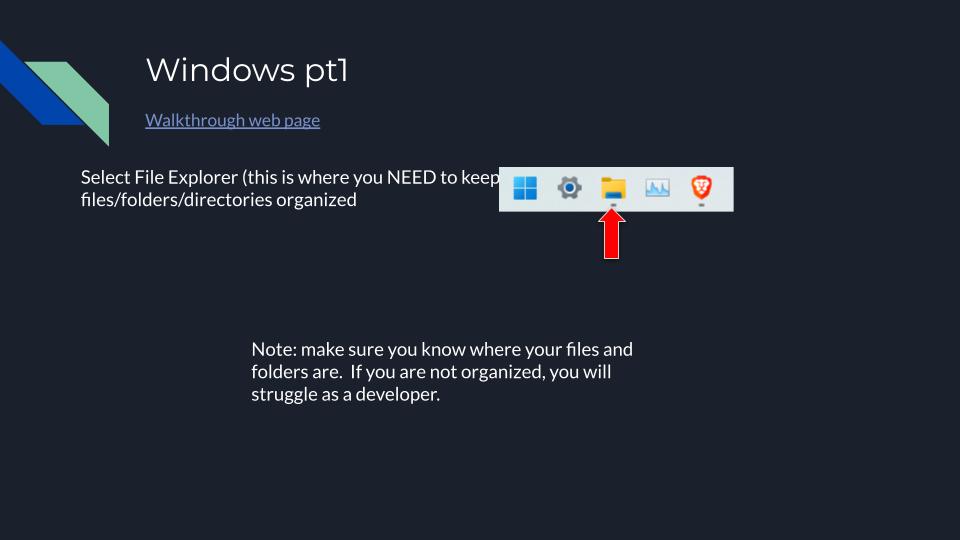 Windows pt1
Walkthrough web page
Select File Explorer (this is where you NEED to keep
files/folders/directories organized
Note: make sure you know where your files and
folders are.  If you are not organized, you will
struggle as a developer.